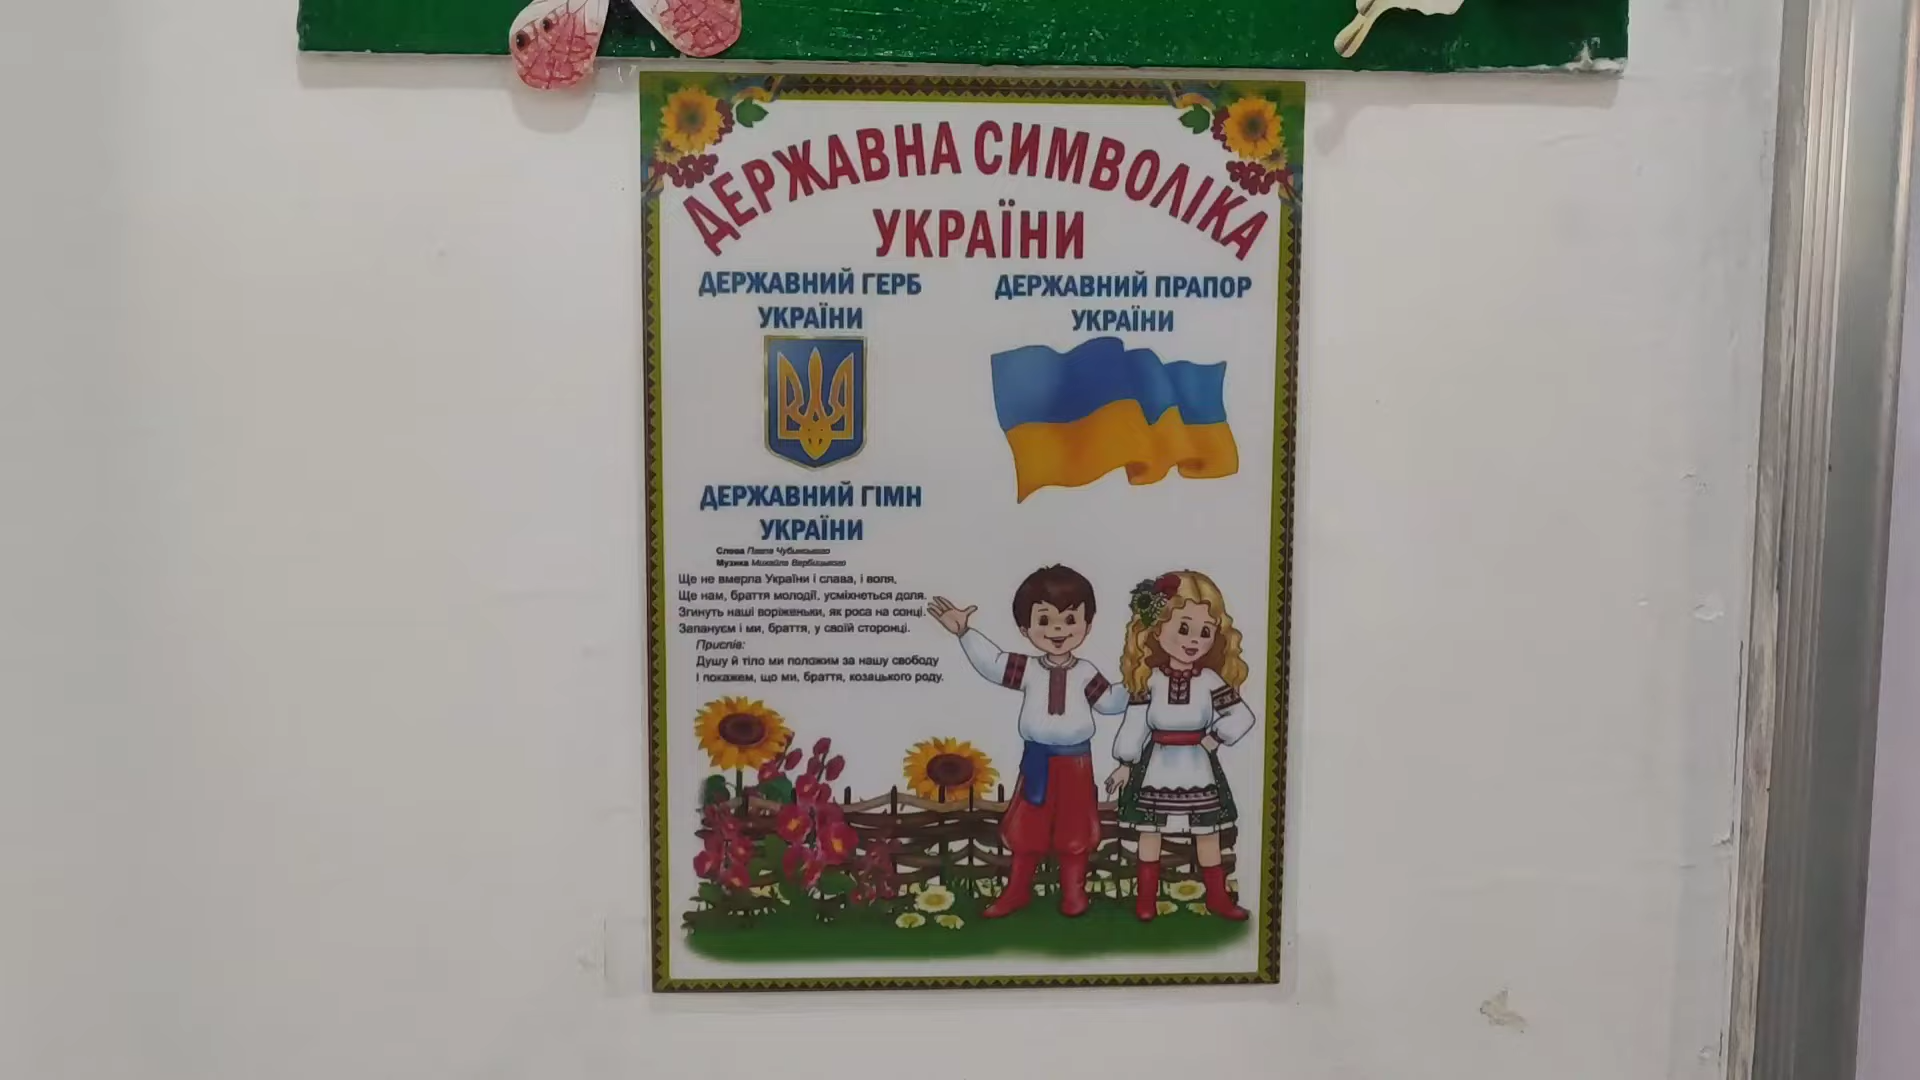 ДЕРЖАВНА СИМВОЛІКА
УКРАЇНИ
ДЕРЖАВНИЙ ГЕРБ
УКРАЇНИ
ДЕРЖАВНИЙ ПРАПОР
УКРАЇНИ
ДЕРЖАВНИЙ ГІМН
УКРАЇНИ
Слова Павла Чубинського
Музика Михайла Вербицького
Ще не вмерла України і слава, і воля,
Ще нам, браття молодії, усміхнеться доля.
Згинуть наші воріженьки, як роса на сонці.
Запануєм і ми, браття, у своїй сторонці.
Приспів:
Душу й тіло ми положим за нашу свободу
І покажем, що ми, браття, козацького роду.